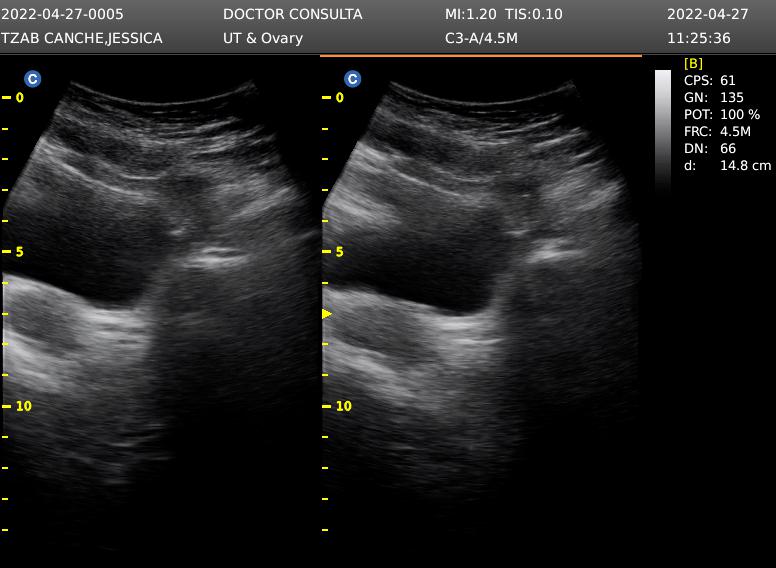 2022-04-27-0005 DOCTOR CONSULTA MI:1.20 TIS:0.10 2022-04-27
TZAB CANCHE,JESSICA UT & Ovary C3-A/4.5M 11:25:36
C C
0 0
5 5
10 10
[B]
CPS: 61
GN: 135
POT: 100 %
FRC: 4.5M
DN: 66
d: 14.8 cm